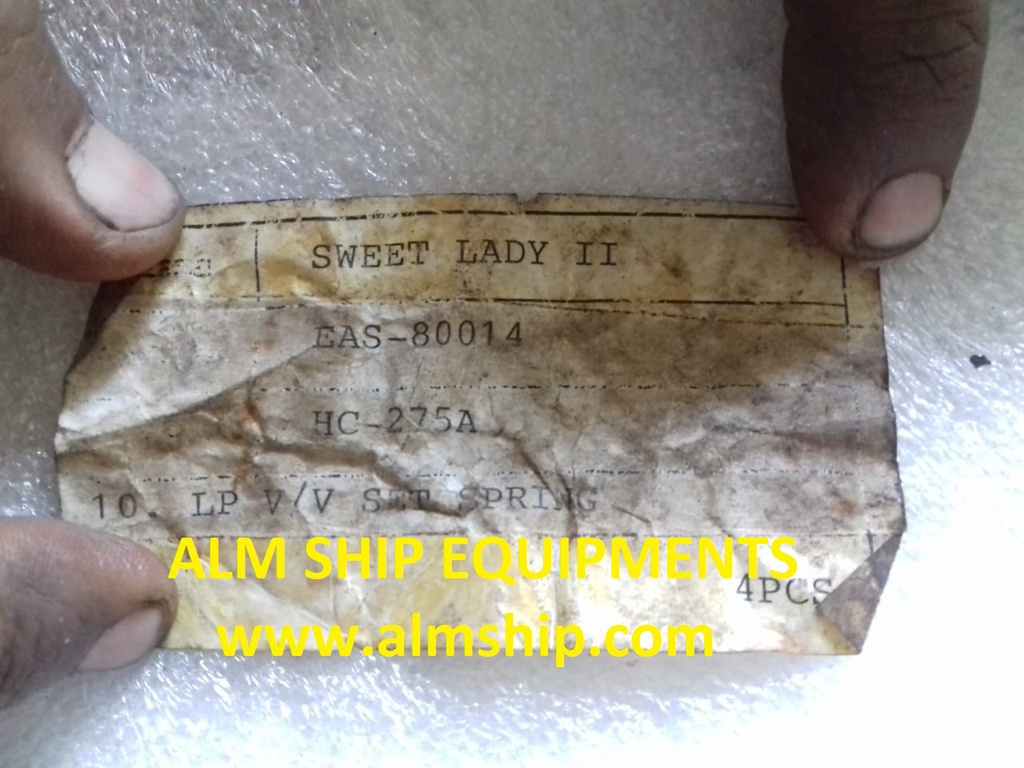 SWEET LADY II
EAS-80014
HC-275A
10. LP V/V SET SPRING
ALM SHIP EQUIPMENTS
4PCS
www.almship.com